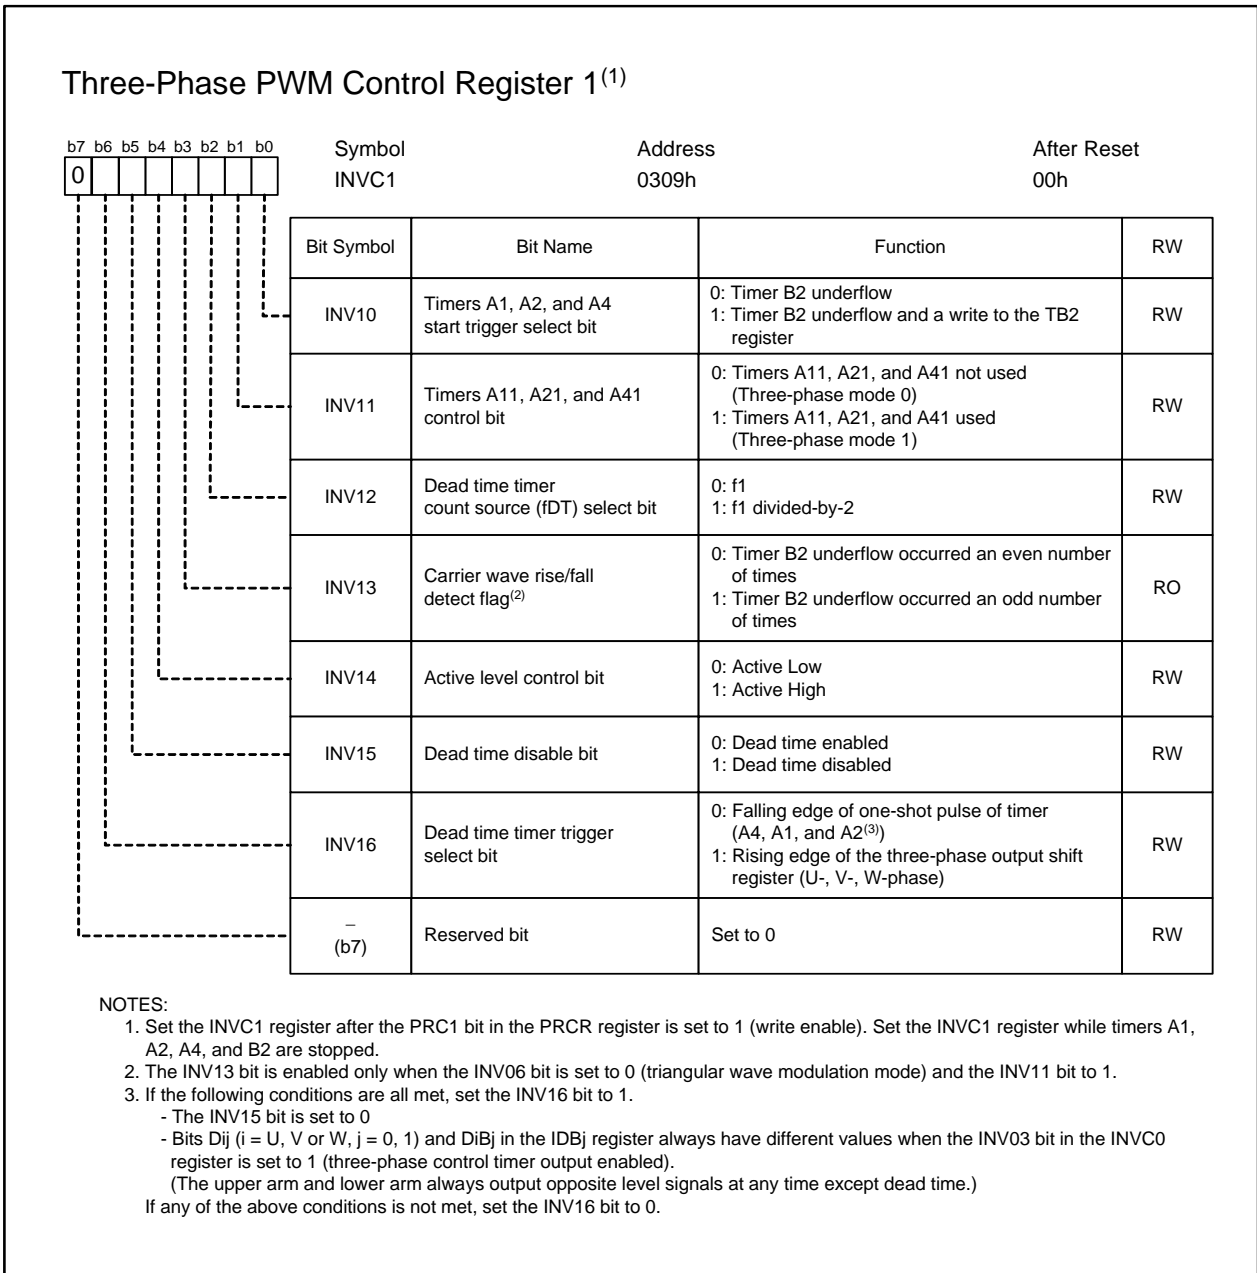 Three-Phase PWM Control Register 1(1)
b7 b6 b5 b4 b3 b2 b1 b0
Symbol Address After Reset
0
INVC1 0309h 00h
Bit Symbol Bit Name Function RW
INV10
Timers A1, A2, and A4
start trigger select bit
0: Timer B2 underflow
1: Timer B2 underflow and a write to the TB2
register
RW
INV11
Timers A11, A21, and A41
control bit
0: Timers A11, A21, and A41 not used
(Three-phase mode 0)
1: Timers A11, A21, and A41 used
(Three-phase mode 1)
RW
INV12
Dead time timer
count source (fDT) select bit
0: f1
1: f1 divided-by-2
RW
INV13
Carrier wave rise/fall
detect flag(2)
0: Timer B2 underflow occurred an even number
of times
1: Timer B2 underflow occurred an odd number
of times
RO
INV14
Active level control bit
0: Active Low
1: Active High
RW
INV15
Dead time disable bit
0: Dead time enabled
1: Dead time disabled
RW
INV16
Dead time timer trigger
select bit
0: Falling edge of one-shot pulse of timer
(A4, A1, and A2(3))
1: Rising edge of the three-phase output shift
register (U-, V-, W-phase)
RW
–
(b7)
Reserved bit
Set to 0
RW
NOTES:
1. Set the INVC1 register after the PRC1 bit in the PRCR register is set to 1 (write enable). Set the INVC1 register while timers A1,
A2, A4, and B2 are stopped.
2. The INV13 bit is enabled only when the INV06 bit is set to 0 (triangular wave modulation mode) and the INV11 bit to 1.
3. If the following conditions are all met, set the INV16 bit to 1.
- The INV15 bit is set to 0
- Bits Dij (i = U, V or W, j = 0, 1) and DiBj in the IDBj register always have different values when the INV03 bit in the INVC0
register is set to 1 (three-phase control timer output enabled).
(The upper arm and lower arm always output opposite level signals at any time except dead time.)
If any of the above conditions is not met, set the INV16 bit to 0.